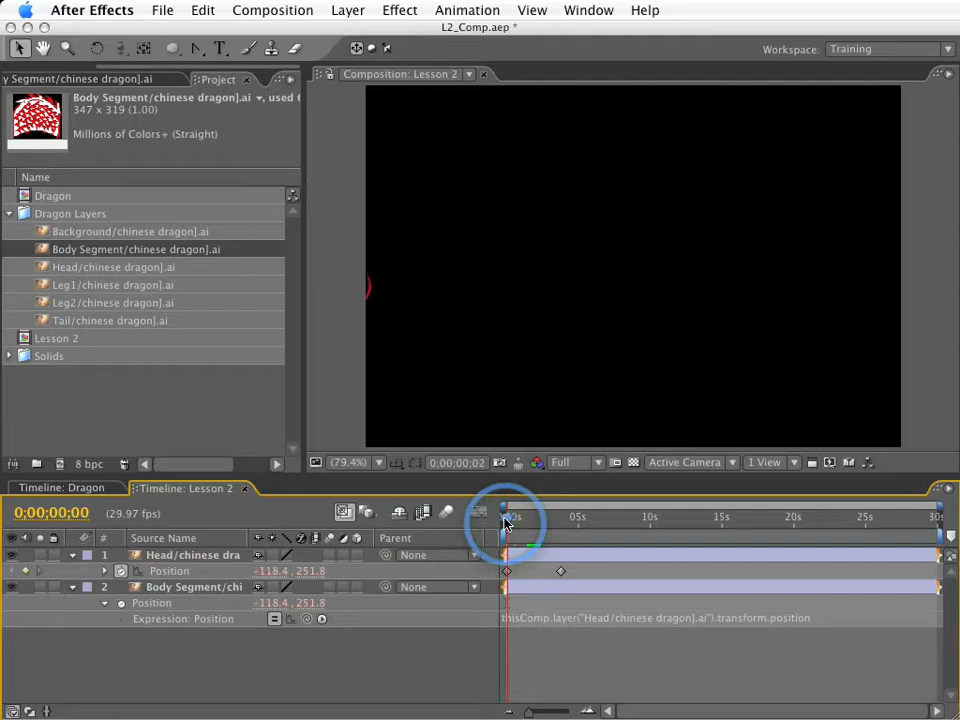 After Effects File Edit Composition Layer Effect Animation View Window Help
L2_Comp.aep *
Workspace: Training
y Segment/chinese dragon].ai Project
Composition: Lesson 2
Body Segment/chinese dragon].ai , used
347 x 319 (1.00)
Millions of Colors+ (Straight)
Name
Dragon
Dragon Layers
Background/chinese dragon].ai
Body Segment/chinese dragon].ai
Head/chinese dragon].ai
Leg1/chinese dragon].ai
Leg2/chinese dragon].ai
Tail/chinese dragon].ai
Lesson 2
Solids
8 bpc
(79.4%) 0;00;00;02 Full Active Camera 1 View
Timeline: Dragon Timeline: Lesson 2
0;00;00;00 (29.97 fps)
00s 05s 10s 15s 20s 25s 30s
# Source Name Parent
1 Head/chinese dra None
Position -118.4, 251.8
2 Body Segment/chi None
Position -118.4, 251.8
Expression: Position thisComp.layer("Head/chinese dragon].ai").transform.position